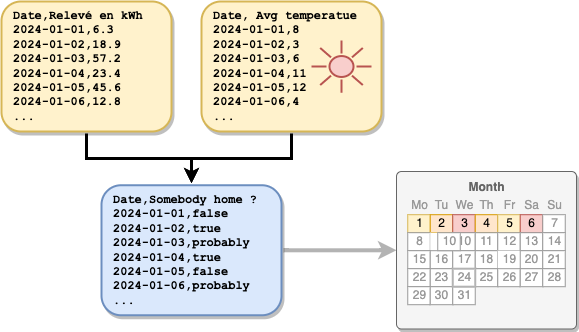 Date,Relevé en kWh
2024-01-01,6.3
2024-01-02,18.9
2024-01-03,57.2
2024-01-04,23.4
2024-01-05,45.6
2024-01-06,12.8
...
Date, Avg temperatue
2024-01-01,8
2024-01-02,3
2024-01-03,6
2024-01-04,11
2024-01-05,12
2024-01-06,4
...
Date,Somebody home ?
2024-01-01,false
2024-01-02,true
2024-01-03,probably
2024-01-04,true
2024-01-05,false
2024-01-06,probably
...
Month
Mo Tu We Th Fr Sa Su
1 2 3 4 5 6 7
8 10 10 11 12 13 14
15 16 17 18 19 20 21
22 23 24 25 26 27 28
29 30 31